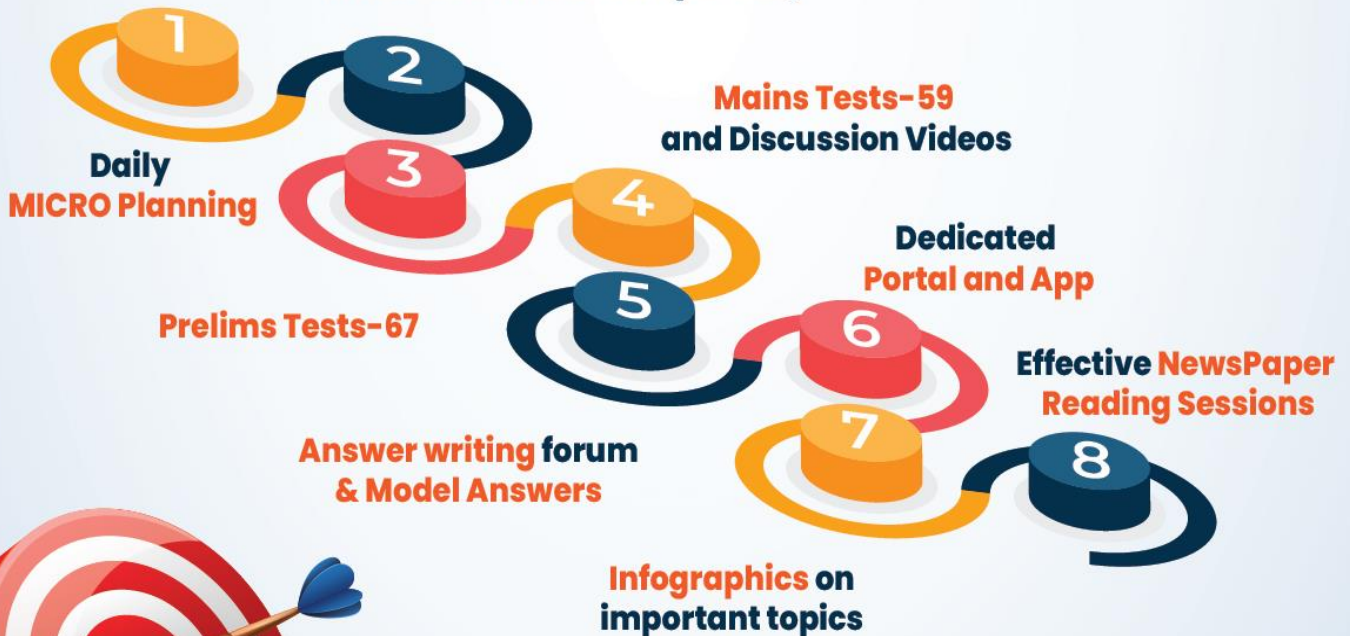 1
Daily
MICRO Planning
2
3
Prelims Tests-67
4
Mains Tests-59
and Discussion Videos
5
Answer writing forum
& Model Answers
6
Dedicated
Portal and App
7
Infographics on
important topics
8
Effective NewsPaper
Reading Sessions